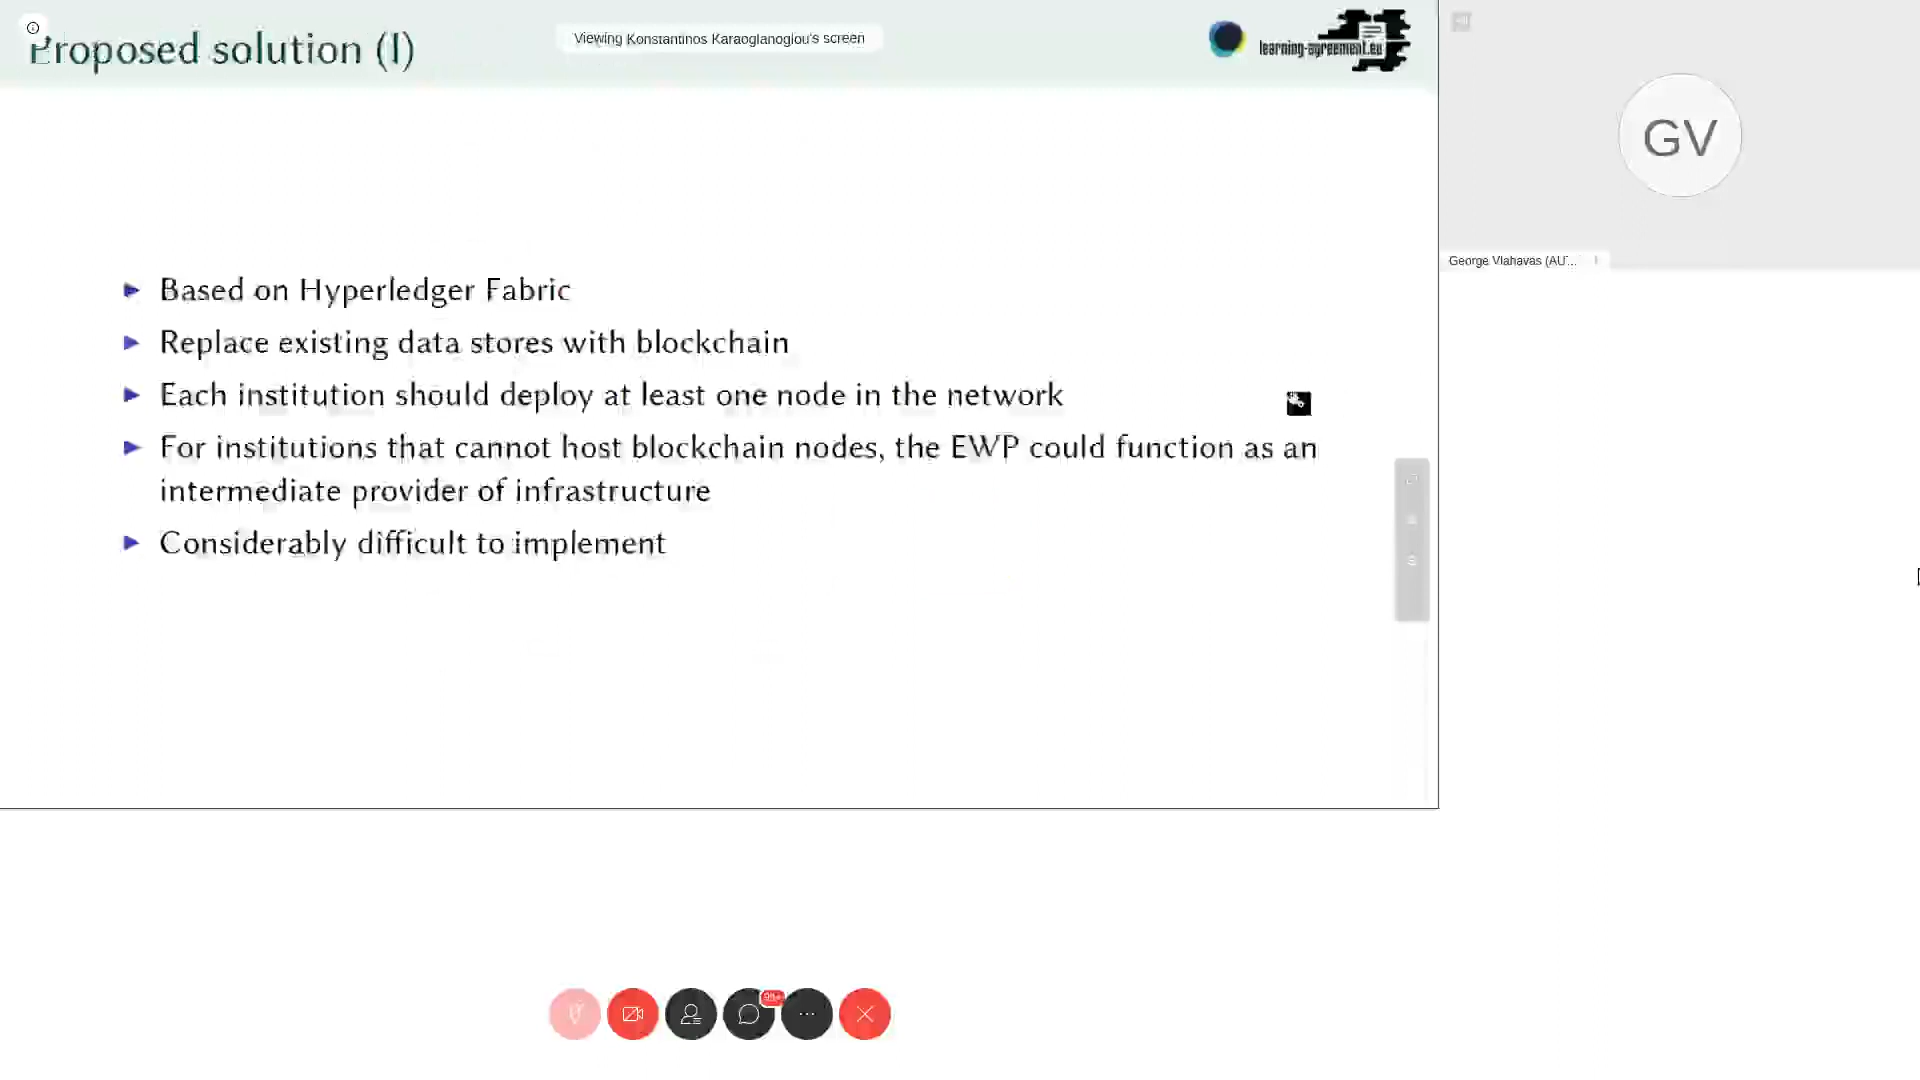 Proposed solution (I)
Viewing Konstantinos Karaoglanoglou's screen
learning-agreement.eu
GV
George Vlahavas (AU...
► Based on Hyperledger Fabric
► Replace existing data stores with blockchain
► Each institution should deploy at least one node in the network
► For institutions that cannot host blockchain nodes, the EWP could function as an
intermediate provider of infrastructure
► Considerably difficult to implement
99+